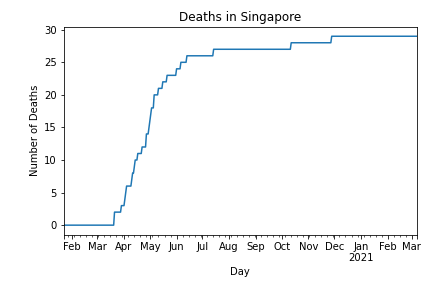 Deaths in Singapore
30
25
20
15
10
5
0
Number of Deaths
Feb Mar Apr May Jun Jul Aug Sep Oct Nov Dec Jan Feb Mar
2021
Day